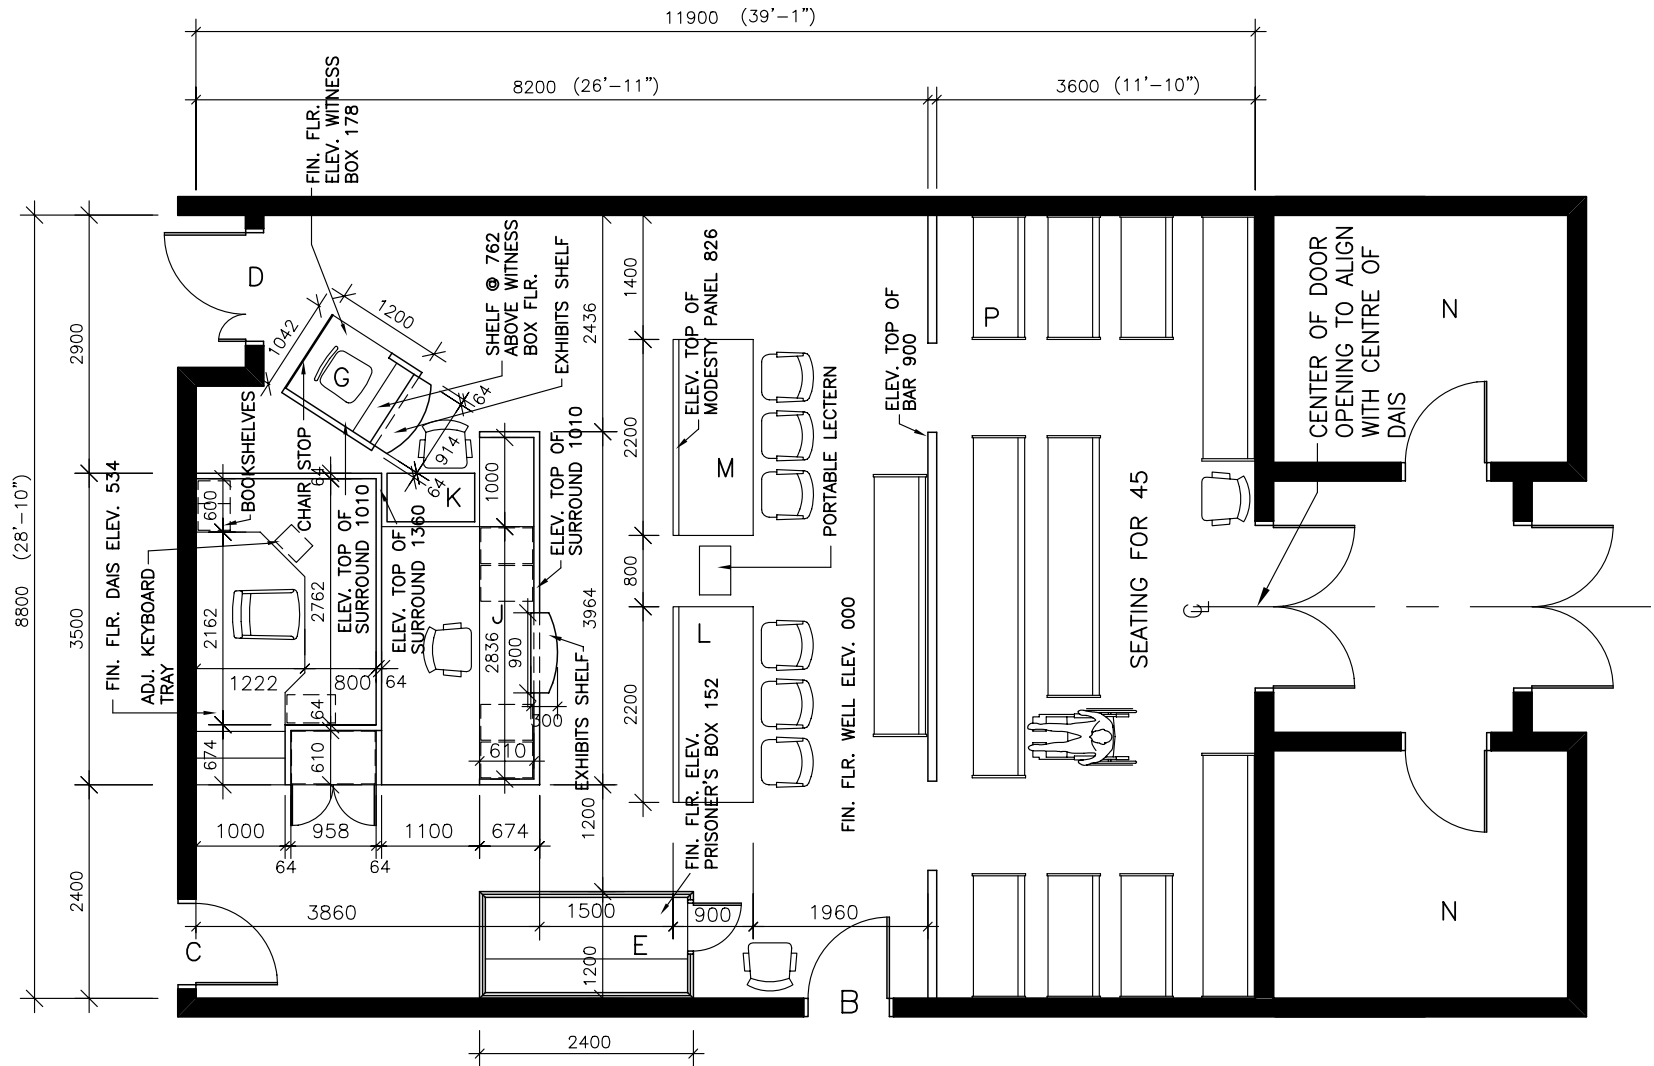 11900 (39'-1")
8200 (26'-11")
3600 (11'-10")
8800 (28'-10")
2900
3500
2400
FIN. FLR.
ELEV. WITNESS
BOX 178
D
1042
1200
G
SHELF @ 762
ABOVE WITNESS
BOX FLR.
EXHIBITS SHELF
64
914
64
2436
1400
2200
800
2200
ELEV. TOP OF
MODESTY PANEL 826
M
PORTABLE LECTERN
ELEV. TOP OF
BAR 900
P
CENTER OF DOOR
OPENING TO ALIGN
WITH CENTRE OF
DAIS
N
FIN. FLR. DAIS ELEV. 534
ADJ. KEYBOARD
TRAY
BOOKSHELVES
600
CHAIR STOP
64
ELEV. TOP OF
SURROUND 1010
ELEV. TOP OF
SURROUND 1360
K
1000
ELEV. TOP OF
SURROUND 1010
2162
2762
1222
800
64
64
674
610
J
2836
900
3964
300
610
EXHIBITS SHELF
L
SEATING FOR 45
CL
FIN. FLR. WELL ELEV. 000
FIN. FLR. ELEV.
PRISONER'S BOX 152
1200
1000
958
1100
674
64
64
3860
1500
900
1960
C
E
1200
B
N
2400